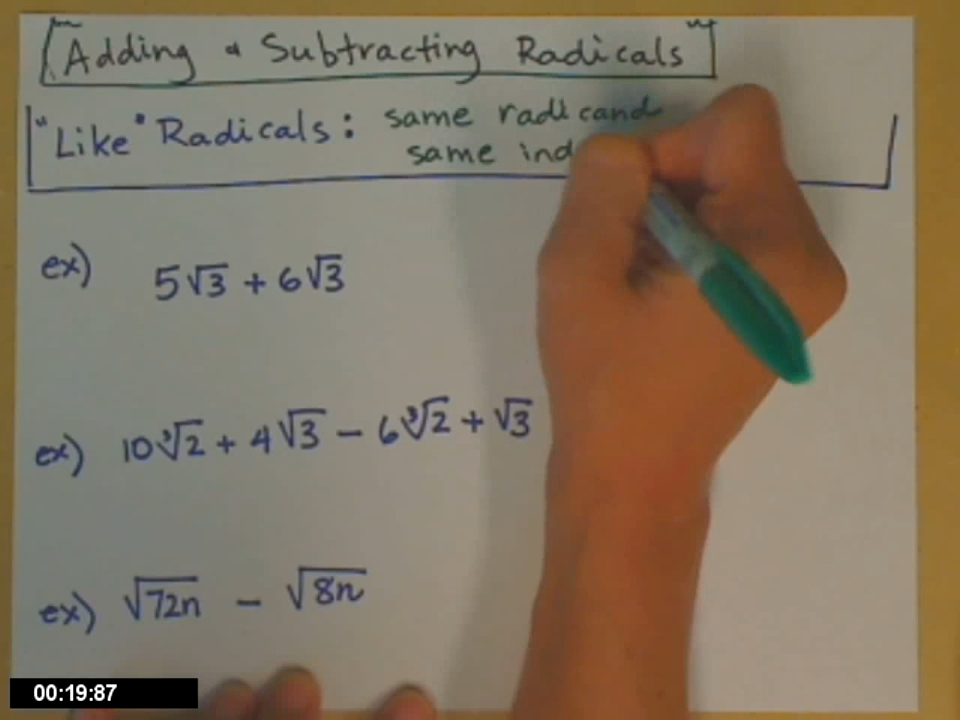 Adding & Subtracting Radicals
"Like" Radicals: same radicand
same ind
ex) 5√3 + 6√3
ex) 10∛2 + 4√3 - 6∛2 + √3
ex) √72n - √8n
00:19:87